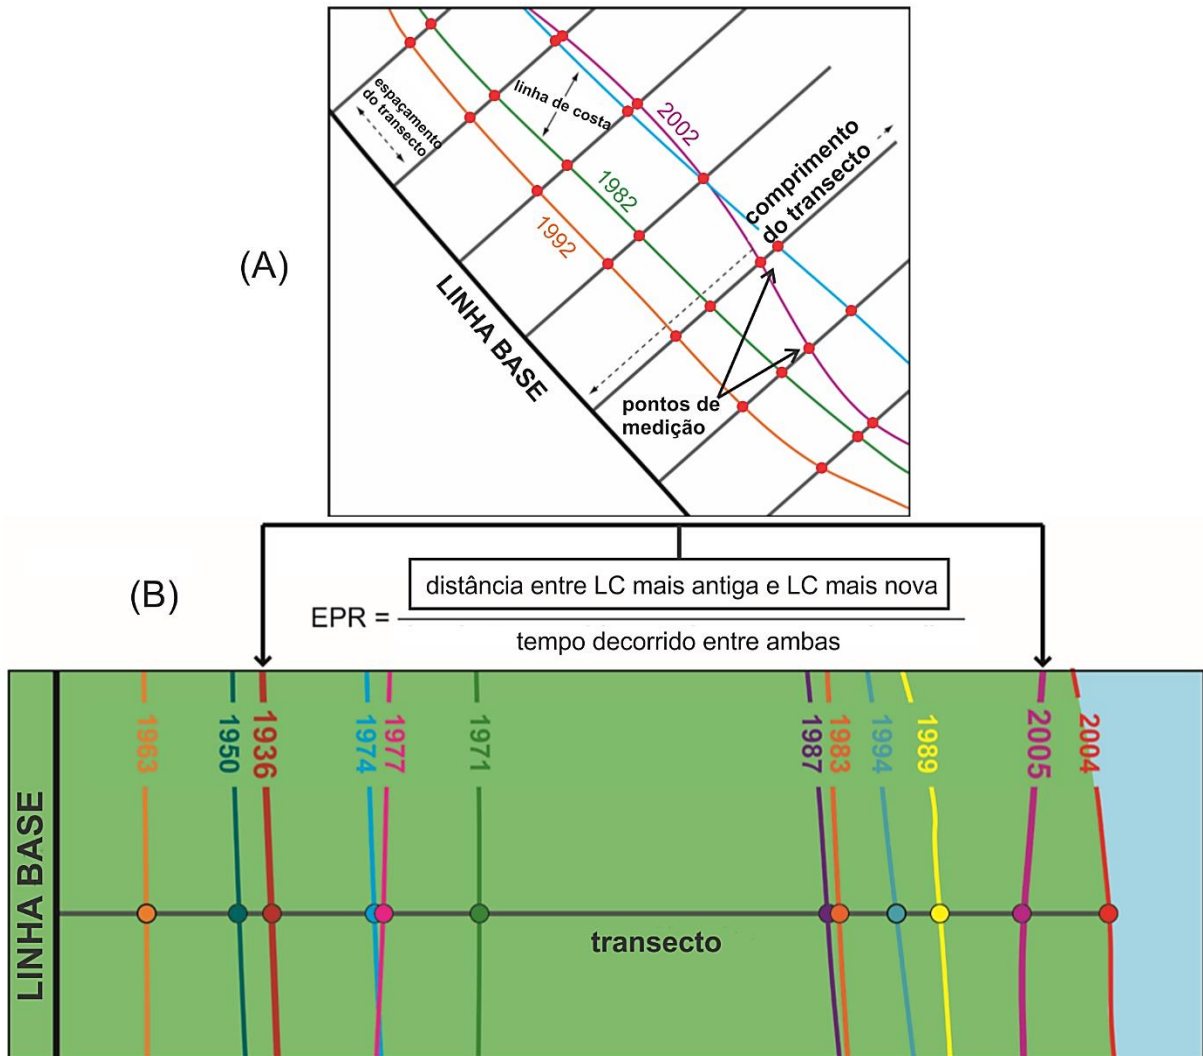 (A)
espaçamento
do transecto
linha de costa
2002
1982
1992
comprimento
do transecto
LINHA BASE
pontos de
medição
(B)
distância entre LC mais antiga e LC mais nova
EPR =
tempo decorrido entre ambas
LINHA BASE
1963
1950
1936
1974
1977
1971
1987
1983
1994
1989
2005
2004
transecto